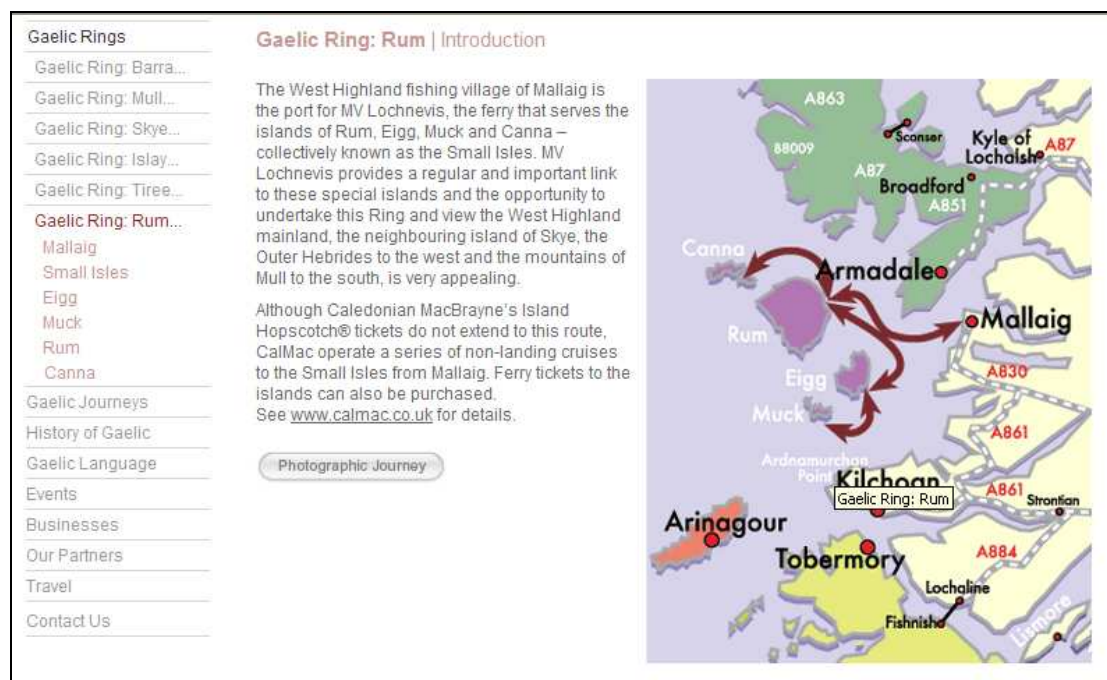 Gaelic Rings
Gaelic Ring: Barra...
Gaelic Ring: Mull...
Gaelic Ring: Skye...
Gaelic Ring: Islay...
Gaelic Ring: Tiree...
Gaelic Ring: Rum...
Mallaig
Small Isles
Eigg
Muck
Rum
Canna
Gaelic Journeys
History of Gaelic
Gaelic Language
Events
Businesses
Our Partners
Travel
Contact Us
Gaelic Ring: Rum | Introduction
The West Highland fishing village of Mallaig is
the port for MV Lochnevis, the ferry that serves the
islands of Rum, Eigg, Muck and Canna –
collectively known as the Small Isles. MV
Lochnevis provides a regular and important link
to these special islands and the opportunity to
undertake this Ring and view the West Highland
mainland, the neighbouring island of Skye, the
Outer Hebrides to the west and the mountains of
Mull to the south, is very appealing.
Although Caledonian MacBrayne's Island
Hopscotch® tickets do not extend to this route,
CalMac operate a series of non-landing cruises
to the Small Isles from Mallaig. Ferry tickets to the
islands can also be purchased.
See www.calmac.co.uk for details.
Photographic Journey
A863
Sconser
Kyle of
Lochalsh
A87
B8009
A87
Broadford
A851
Canna
Armadale
Mallaig
Rum
A830
Eigg
Muck
A861
Ardnamurchan
Point
Kilchoan
Gaelic Ring: Rum
A861
Strontian
Arinagour
Tobermory
A884
Lochaline
Fishnish
Lismore